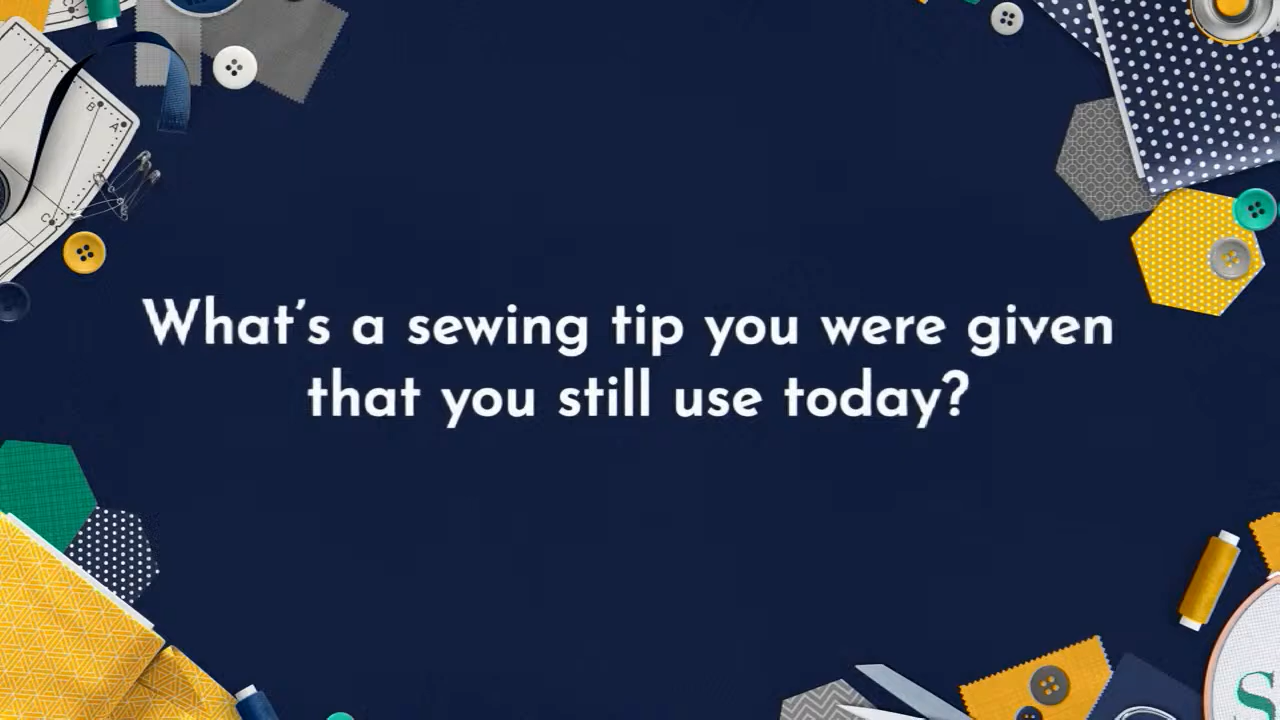 B
A
C
What's a sewing tip you were given
that you still use today?
S